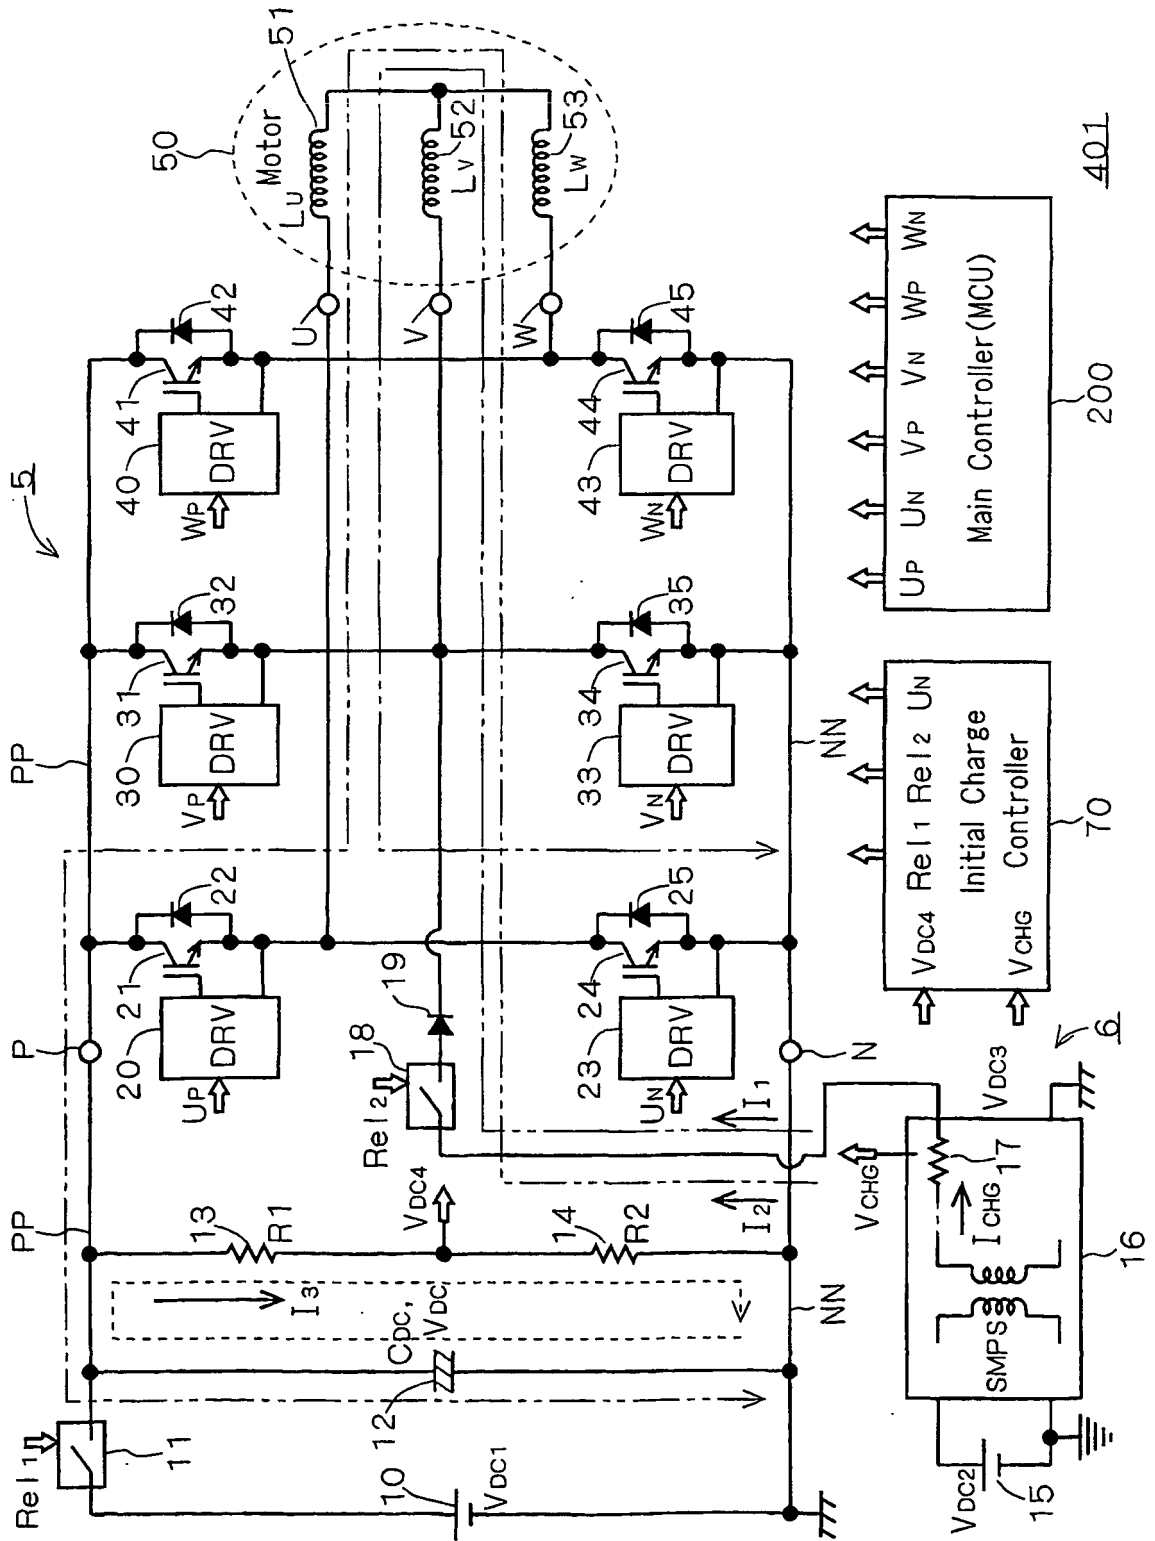 5
PP
PP
P
Rel1
11
10
VDC1
12
CDC,
VDC
I3
13
R1
VDC4
14
R2
I2
I1
NN
NN
N
20
21
22
UP
DRV
30
31
32
VP
DRV
40
41
42
WP
DRV
Rel2
18
19
23
24
25
UN
DRV
33
34
35
VN
DRV
43
44
45
WN
DRV
U
V
W
50
Motor
51
LU
52
LV
53
LW
VDC2
15
SMPS
ICHG
16
17
VCHG
VDC3
6
VDC4
VCHG
Rel1 Rel2 UN
Initial Charge
Controller
70
UP UN VP VN WP WN
Main Controller(MCU)
200
401